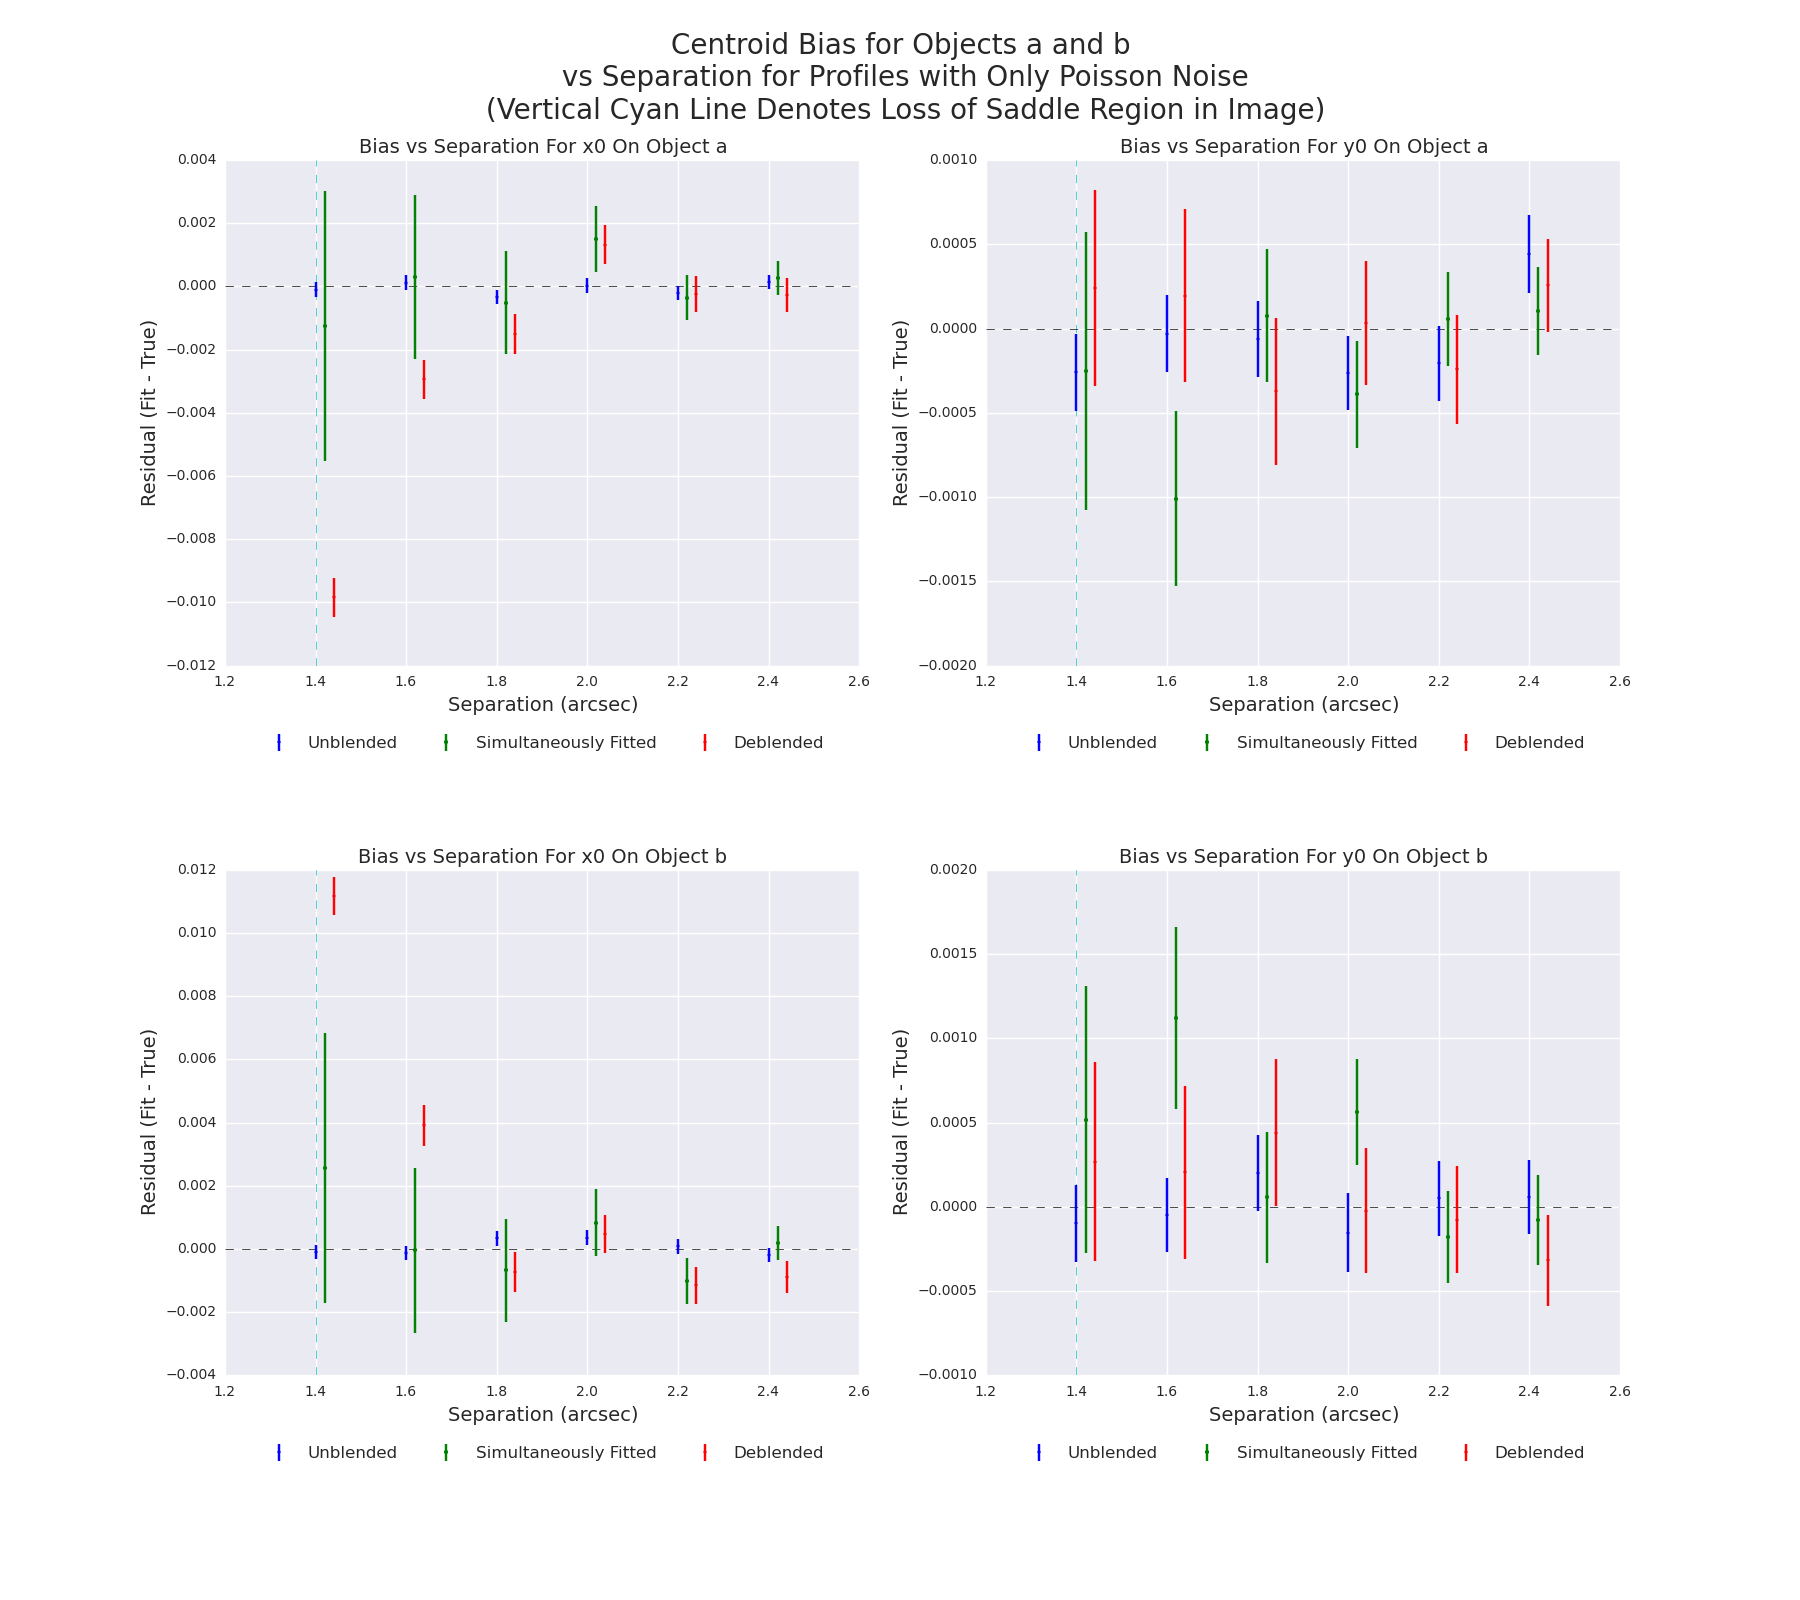 Centroid Bias for Objects a and b
vs Separation for Profiles with Only Poisson Noise
(Vertical Cyan Line Denotes Loss of Saddle Region in Image)
Bias vs Separation For x0 On Object a
0.004
0.002
0.000
−0.002
−0.004
−0.006
−0.008
−0.010
−0.012
Residual (Fit - True)
1.2 1.4 1.6 1.8 2.0 2.2 2.4 2.6
Separation (arcsec)
Unblended Simultaneously Fitted Deblended
Bias vs Separation For y0 On Object a
0.0010
0.0005
0.0000
−0.0005
−0.0010
−0.0015
−0.0020
Residual (Fit - True)
1.2 1.4 1.6 1.8 2.0 2.2 2.4 2.6
Separation (arcsec)
Unblended Simultaneously Fitted Deblended
Bias vs Separation For x0 On Object b
0.012
0.010
0.008
0.006
0.004
0.002
0.000
−0.002
−0.004
Residual (Fit - True)
1.2 1.4 1.6 1.8 2.0 2.2 2.4 2.6
Separation (arcsec)
Unblended Simultaneously Fitted Deblended
Bias vs Separation For y0 On Object b
0.0020
0.0015
0.0010
0.0005
0.0000
−0.0005
−0.0010
Residual (Fit - True)
1.2 1.4 1.6 1.8 2.0 2.2 2.4 2.6
Separation (arcsec)
Unblended Simultaneously Fitted Deblended